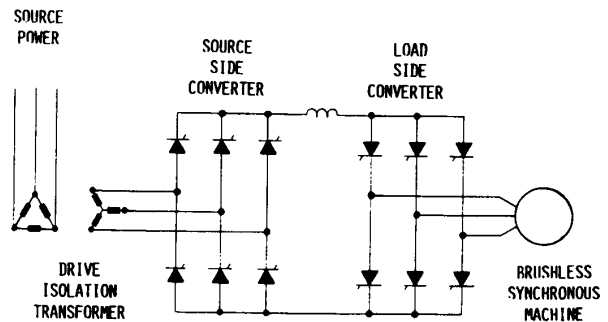 SOURCE
POWER
SOURCE
SIDE
CONVERTER
LOAD
SIDE
CONVERTER
DRIVE
ISOLATION
TRANSFORMER
BRUSHLESS
SYNCHRONOUS
MACHINE